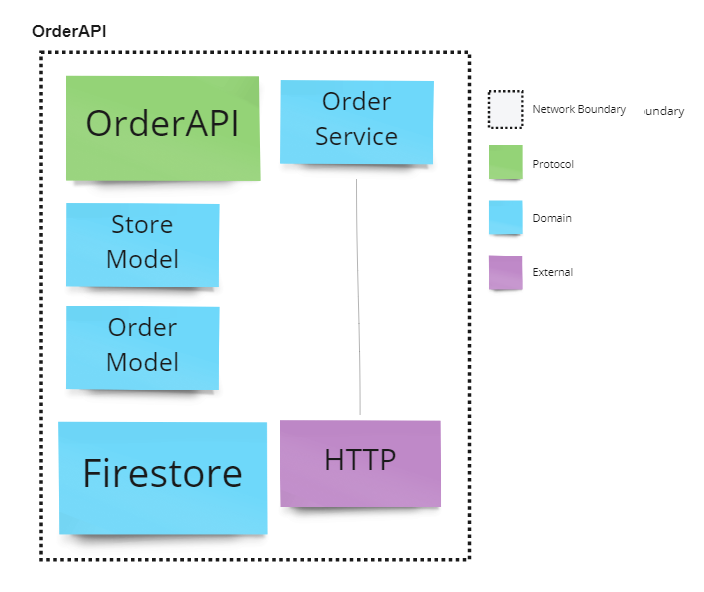 OrderAPI
OrderAPI
Order
Service
Store
Model
Order
Model
Firestore
HTTP
Network Boundary
undary
Protocol
Domain
External